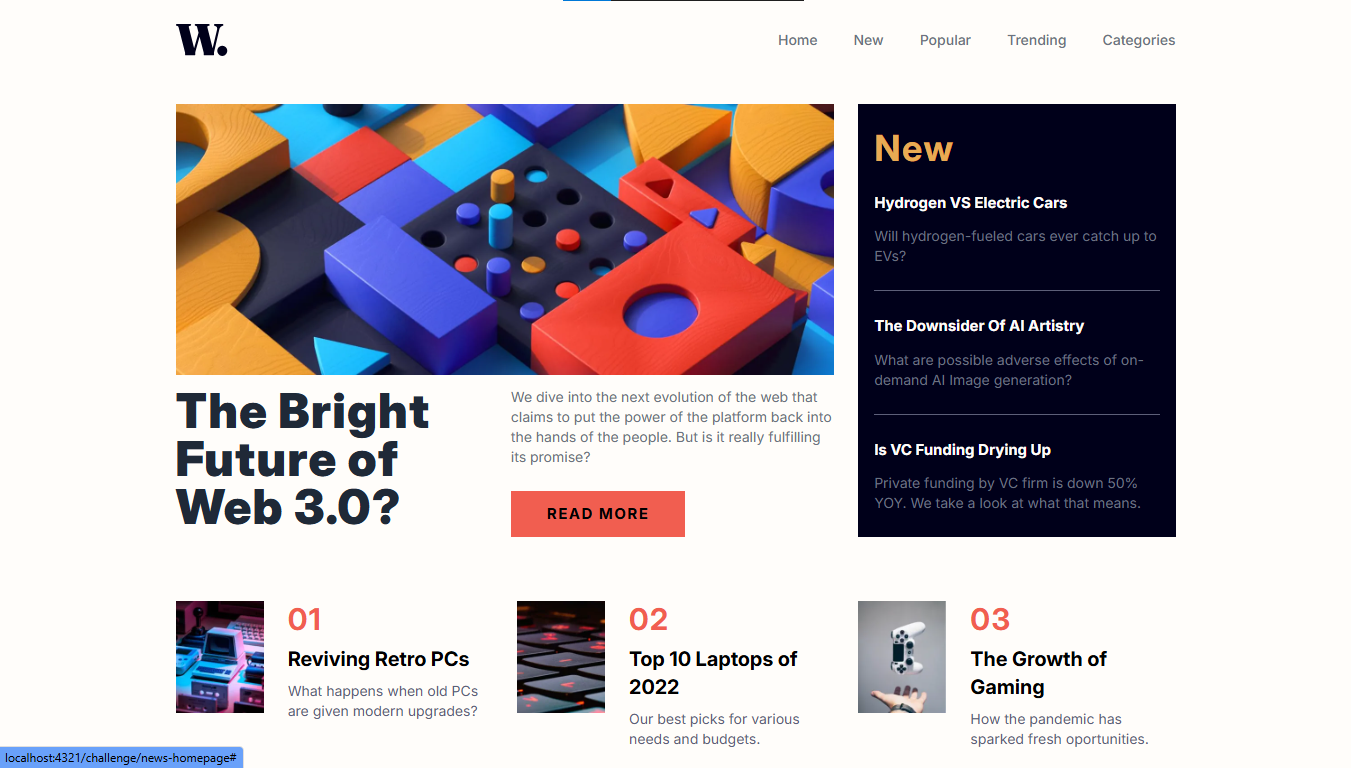 W.
Home New Popular Trending Categories
New
Hydrogen VS Electric Cars
Will hydrogen-fueled cars ever catch up to
EVs?
The Downsider Of AI Artistry
What are possible adverse effects of on-
demand AI Image generation?
Is VC Funding Drying Up
Private funding by VC firm is down 50%
YOY. We take a look at what that means.
The Bright
Future of
Web 3.0?
We dive into the next evolution of the web that
claims to put the power of the platform back into
the hands of the people. But is it really fulfilling
its promise?
READ MORE
01
Reviving Retro PCs
What happens when old PCs
are given modern upgrades?
02
Top 10 Laptops of
2022
Our best picks for various
needs and budgets.
03
The Growth of
Gaming
How the pandemic has
sparked fresh oportunities.
localhost:4321/challenge/news-homepage#